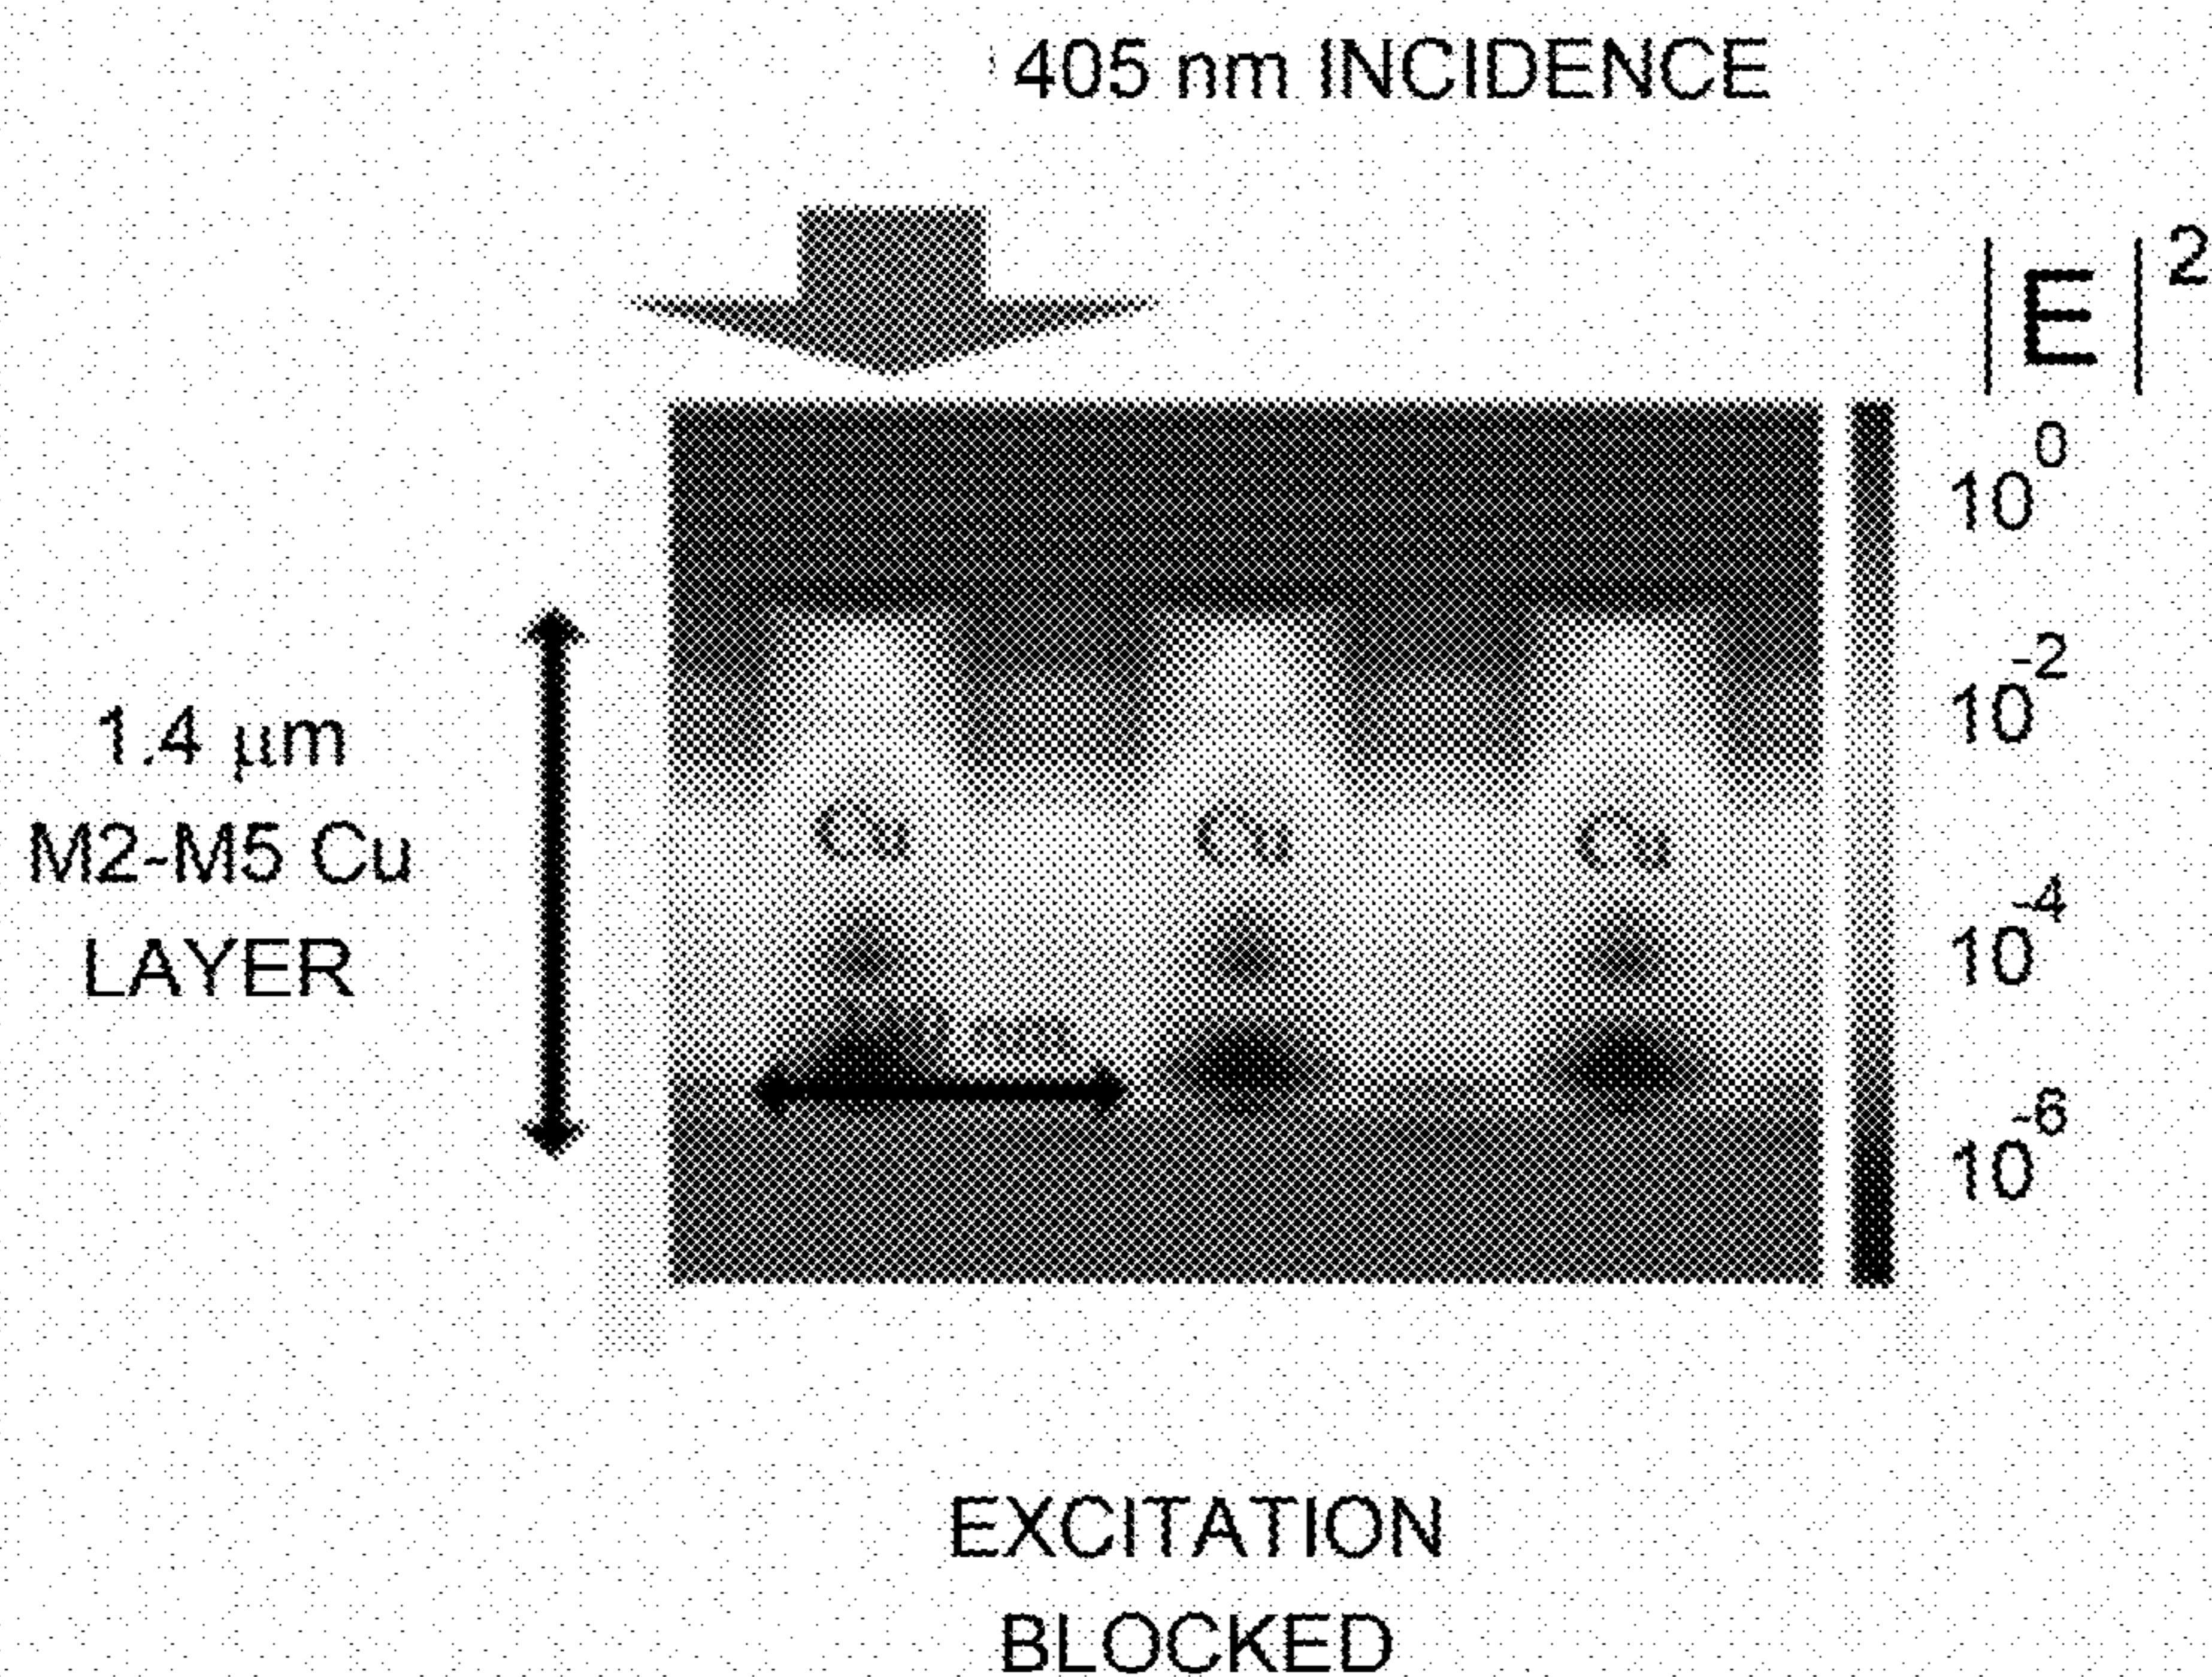 405 nm INCIDENCE
|E|²
10⁰
10⁻²
1.4 μm
M2-M5 Cu
LAYER
Cu Cu Cu
10⁻⁴
nm
10⁻⁶
EXCITATION
BLOCKED